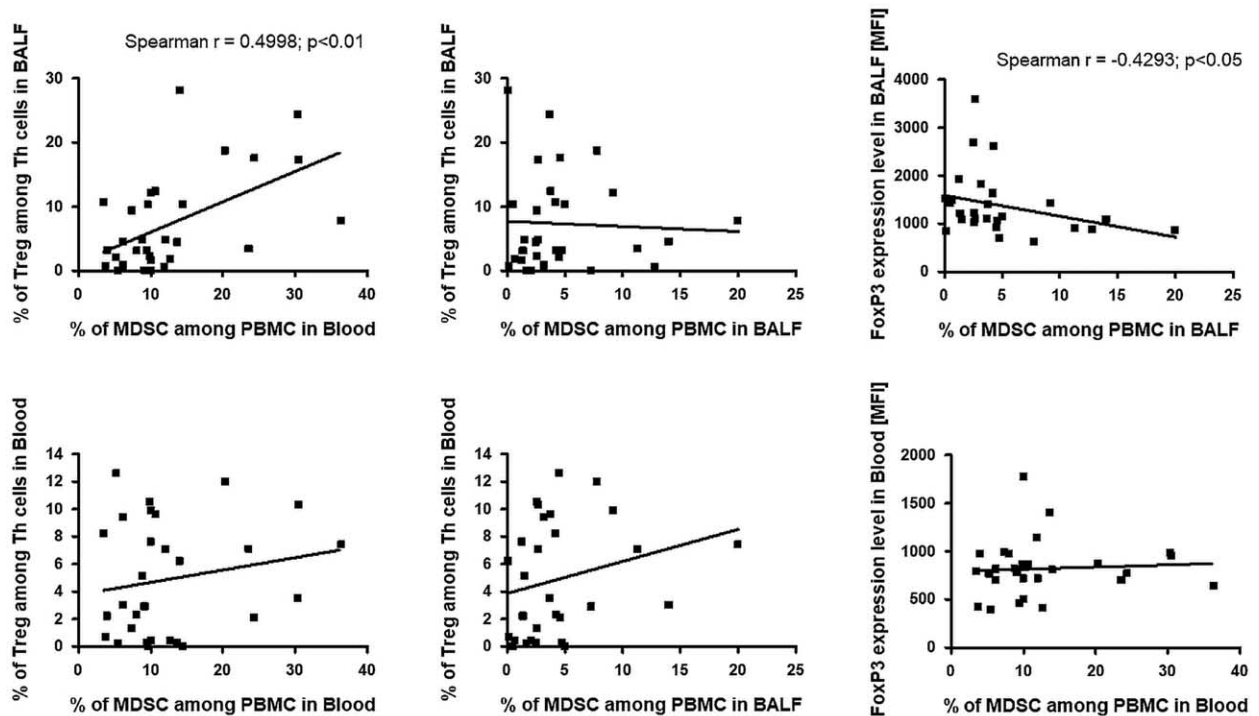 Spearman r = 0.4998; p<0.01
% of Treg among Th cells in BALF
30
20
10
0
0 10 20 30 40
% of MDSC among PBMC in Blood
% of Treg among Th cells in BALF
30
20
10
0
0 5 10 15 20 25
% of MDSC among PBMC in BALF
Spearman r = -0.4293; p<0.05
FoxP3 expression level in BALF [MFI]
4000
3000
2000
1000
0
0 5 10 15 20 25
% of MDSC among PBMC in BALF
% of Treg among Th cells in Blood
14
12
10
8
6
4
2
0
0 10 20 30 40
% of MDSC among PBMC in Blood
% of Treg among Th cells in Blood
14
12
10
8
6
4
2
0
0 5 10 15 20 25
% of MDSC among PBMC in BALF
FoxP3 expression level in Blood [MFI]
2000
1500
1000
500
0
0 10 20 30 40
% of MDSC among PBMC in Blood